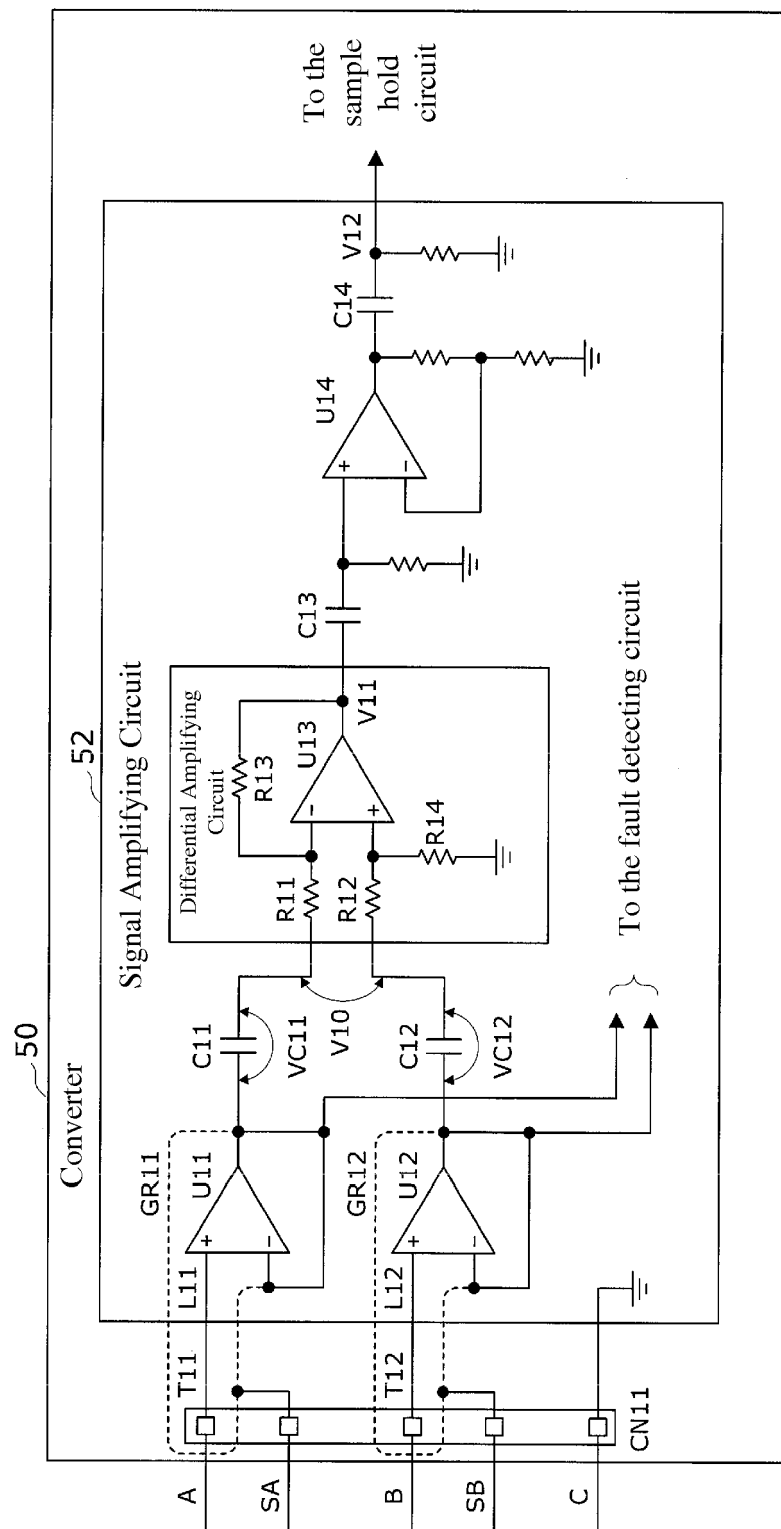 50
Converter
52
Signal Amplifying Circuit
A
SA
B
SB
C
CN11
T11
L11
GR11
U11
+
−
T12
L12
GR12
U12
+
−
C11
VC11
V10
C12
VC12
Differential Amplifying
Circuit
R11
R12
R13
R14
U13
−
+
V11
C13
U14
+
−
C14
V12
To the
sample
hold
circuit
To the fault detecting circuit